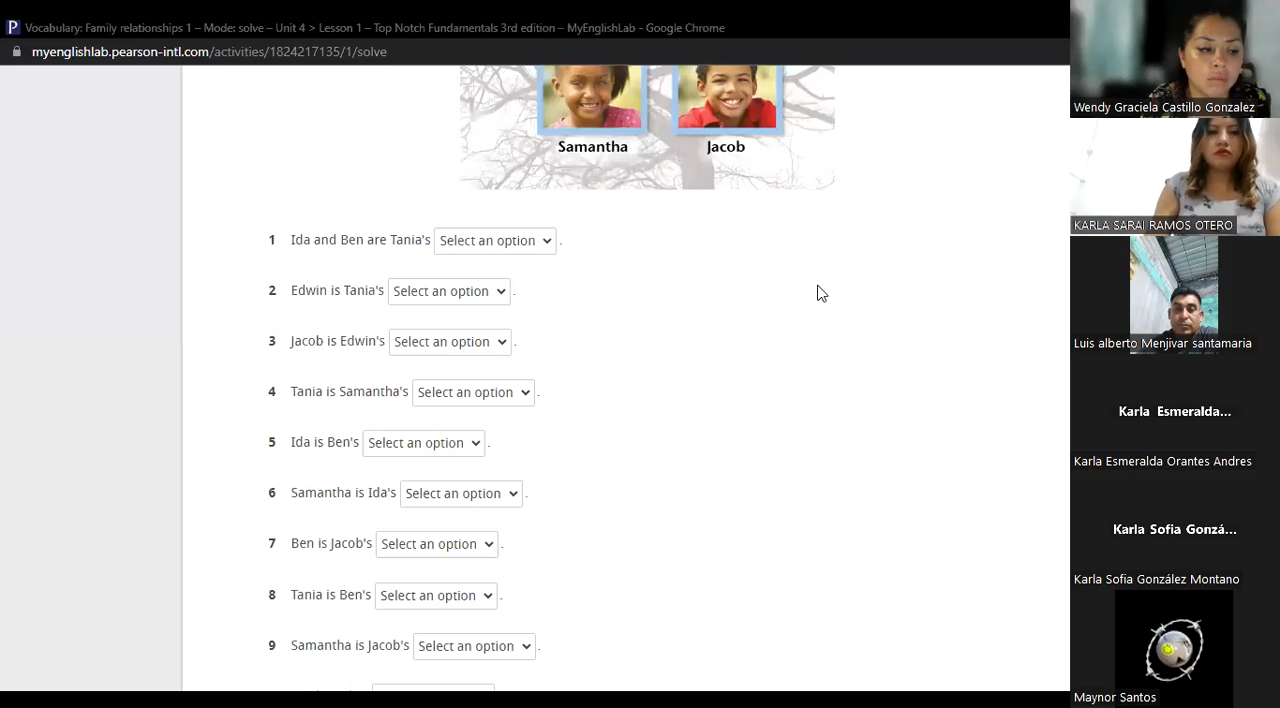 Vocabulary: Family relationships 1 – Mode: solve – Unit 4 > Lesson 1 – Top Notch Fundamentals 3rd edition – MyEnglishLab - Google Chrome
myenglishlab.pearson-intl.com/activities/1824217135/1/solve
Samantha Jacob
1 Ida and Ben are Tania's Select an option .
2 Edwin is Tania's Select an option .
3 Jacob is Edwin's Select an option .
4 Tania is Samantha's Select an option .
5 Ida is Ben's Select an option .
6 Samantha is Ida's Select an option .
7 Ben is Jacob's Select an option .
8 Tania is Ben's Select an option .
9 Samantha is Jacob's Select an option .
Wendy Graciela Castillo Gonzalez
KARLA SARAI RAMOS OTERO
Luis alberto Menjivar santamaria
Karla Esmeralda...
Karla Esmeralda Orantes Andres
Karla Sofia Gonzá...
Karla Sofia González Montano
Maynor Santos